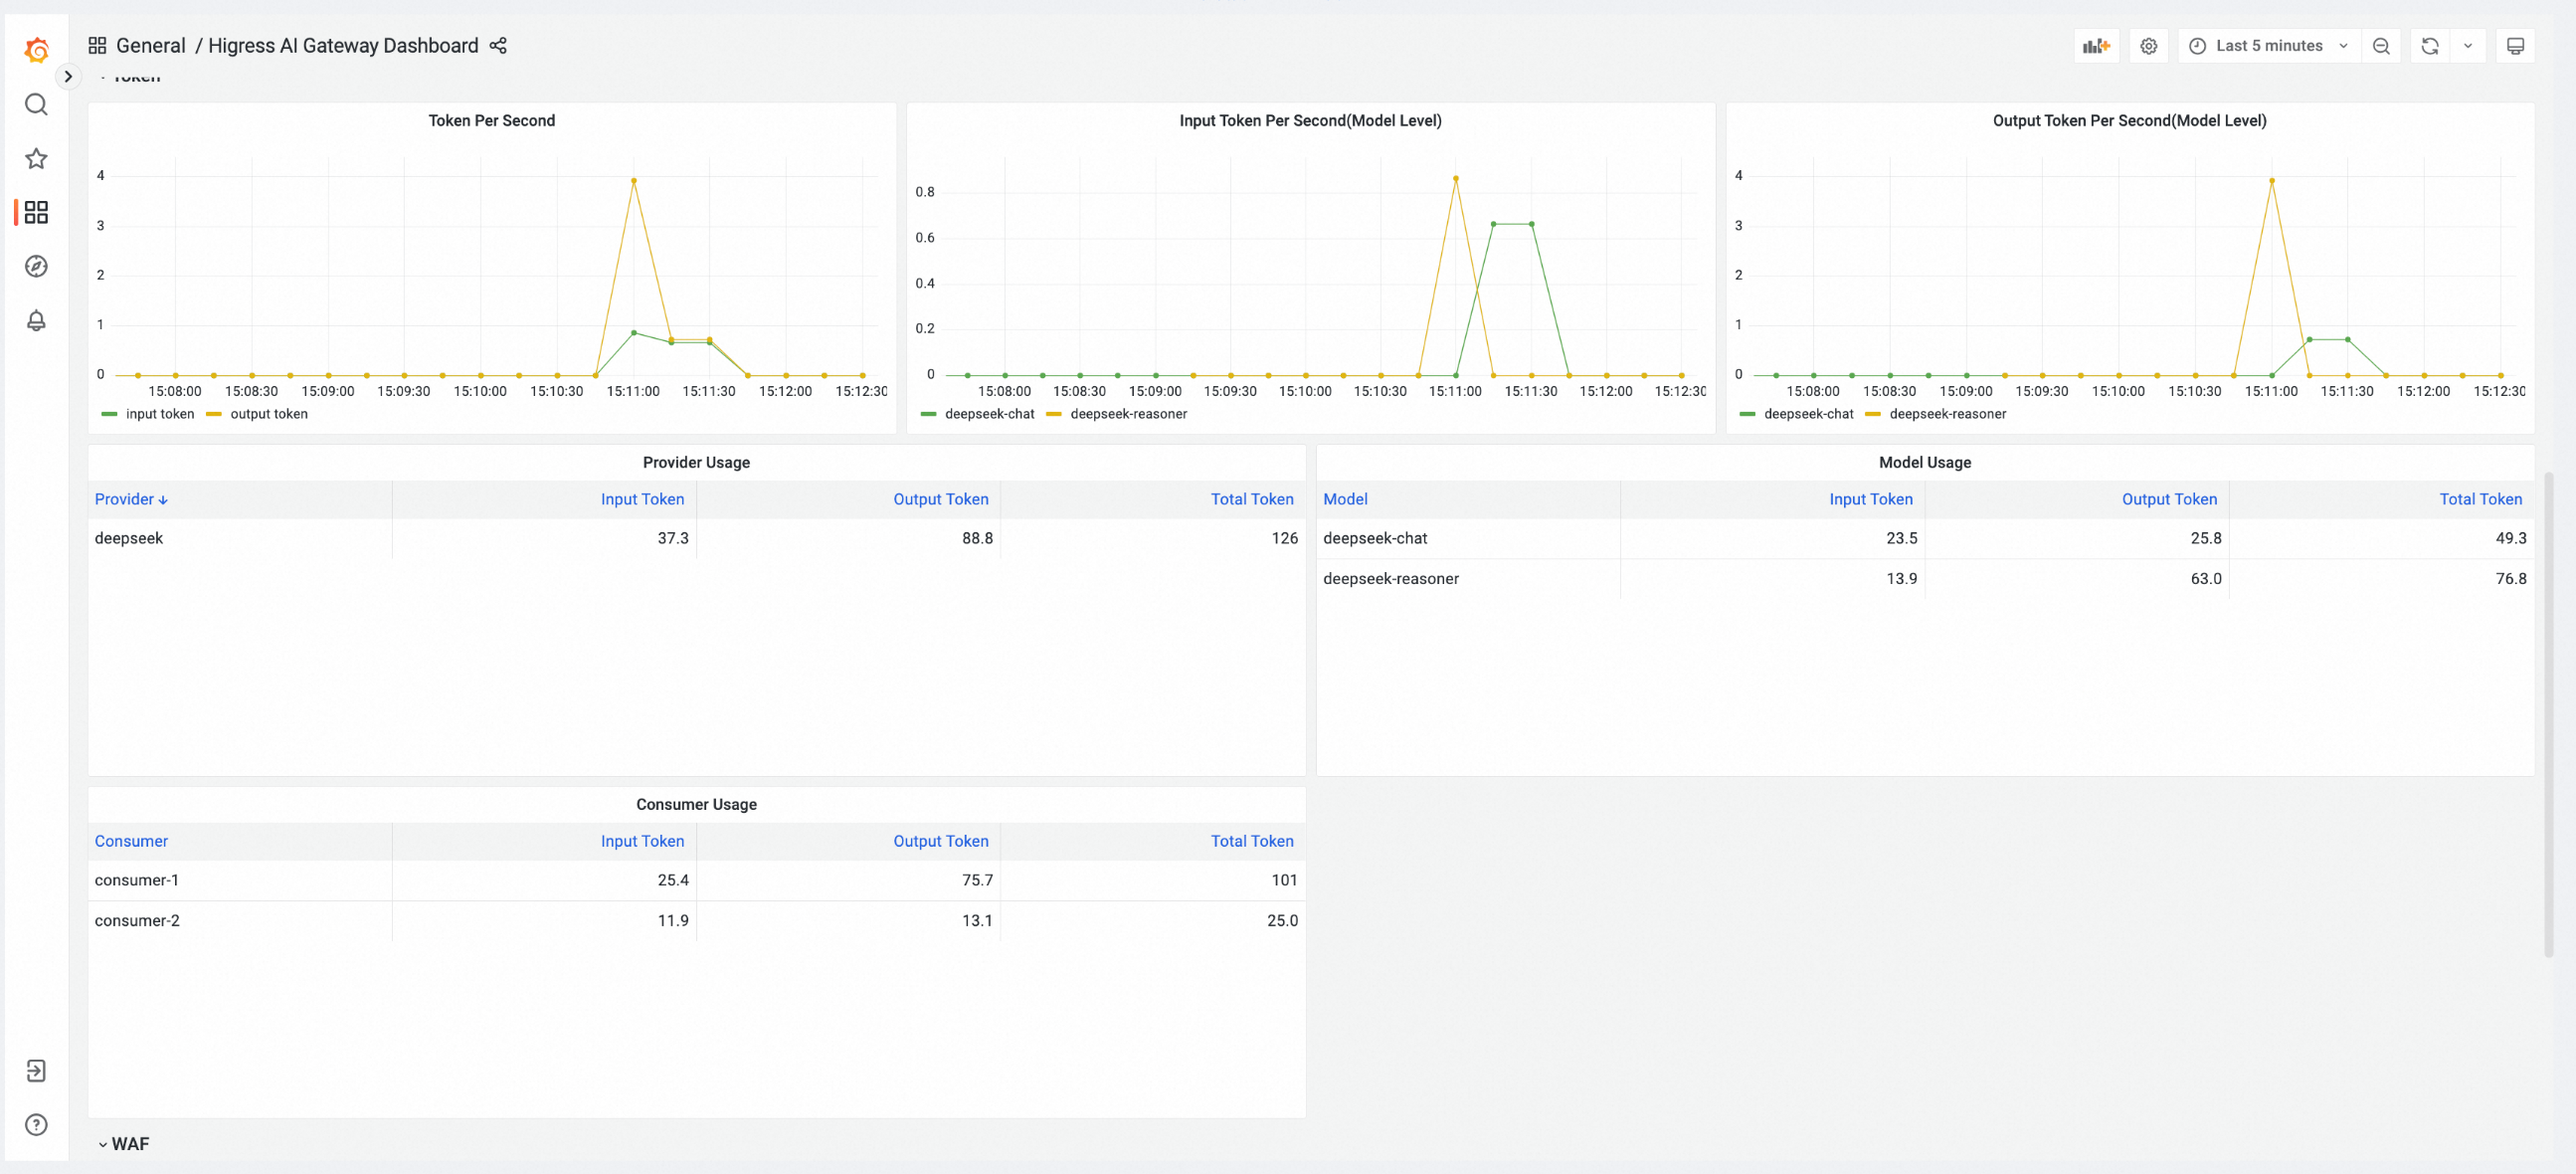 General / Higress AI Gateway Dashboard
Last 5 minutes
Token
Token Per Second
4
3
2
1
0
15:08:00 15:08:30 15:09:00 15:09:30 15:10:00 15:10:30 15:11:00 15:11:30 15:12:00 15:12:30
input token output token
Input Token Per Second(Model Level)
0.8
0.6
0.4
0.2
0
15:08:00 15:08:30 15:09:00 15:09:30 15:10:00 15:10:30 15:11:00 15:11:30 15:12:00 15:12:30
deepseek-chat deepseek-reasoner
Output Token Per Second(Model Level)
4
3
2
1
0
15:08:00 15:08:30 15:09:00 15:09:30 15:10:00 15:10:30 15:11:00 15:11:30 15:12:00 15:12:30
deepseek-chat deepseek-reasoner
Provider Usage
Provider Input Token Output Token Total Token
deepseek 37.3 88.8 126
Model Usage
Model Input Token Output Token Total Token
deepseek-chat 23.5 25.8 49.3
deepseek-reasoner 13.9 63.0 76.8
Consumer Usage
Consumer Input Token Output Token Total Token
consumer-1 25.4 75.7 101
consumer-2 11.9 13.1 25.0
WAF